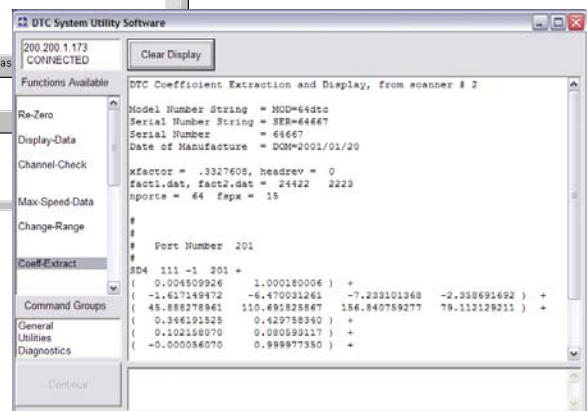 DTC System Utility Software
200.200.1.173
CONNECTED
Clear Display
as
Functions Available
Re-Zero
Display-Data
Channel-Check
Max-Speed-Data
Change-Range
Coeff-Extract
Command Groups
General
Utilities
Diagnostics
Continue
DTC Coefficient Extraction and Display, from scanner # 2
Model Number String = MOD=64dtc
Serial Number String = SER=64667
Serial Number = 64667
Date of Manufacture = DOM=2001/01/20
xfactor = .3327608, headrev = 0
fact1.dat, fact2.dat = 24422 2223
nports = 64 fspx = 15
#
#
# Port Number 201
#
SD4 111 -1 201 +
( 0.004509926 1.000180006 ) +
( -1.617149472 -6.470031261 -7.233101368 -2.358691692 ) +
( 45.888278961 110.691825867 156.840759277 79.112129211 ) +
( 0.346191525 0.429758340 ) +
( 0.102158070 0.080593117 ) +
( -0.000056070 0.999977350 ) +